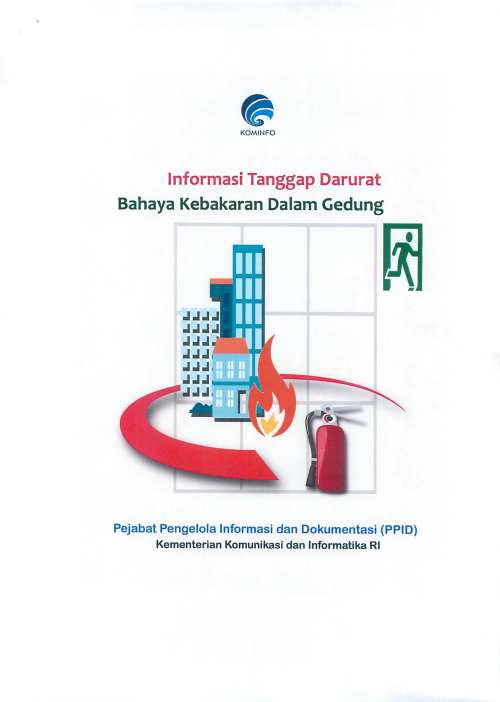 KOMINFO
Informasi Tanggap Darurat
Bahaya Kebakaran Dalam Gedung
Pejabat Pengelola Informasi dan Dokumentasi (PPID)
Kementerian Komunikasi dan Informatika RI